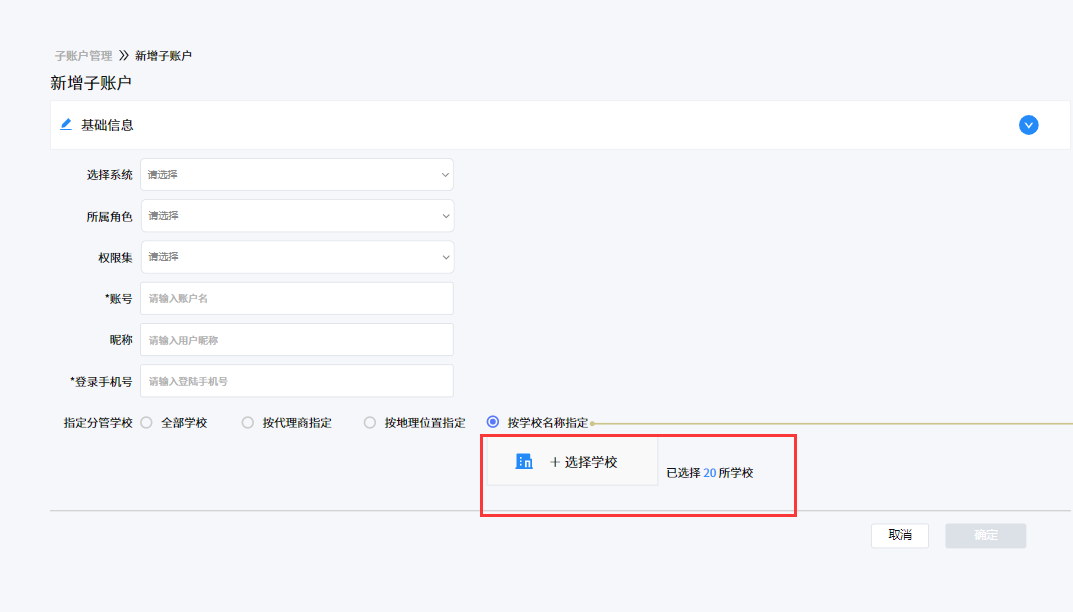 子账户管理 >> 新增子账户
新增子账户
基础信息
选择系统 请选择
所属角色 请选择
权限集 请选择
*账号 请输入账户名
昵称 请输入用户昵称
*登录手机号 请输入登陆手机号
指定分管学校 全部学校 按代理商指定 按地理位置指定 按学校名称指定
+ 选择学校 已选择 20 所学校
取消 确定